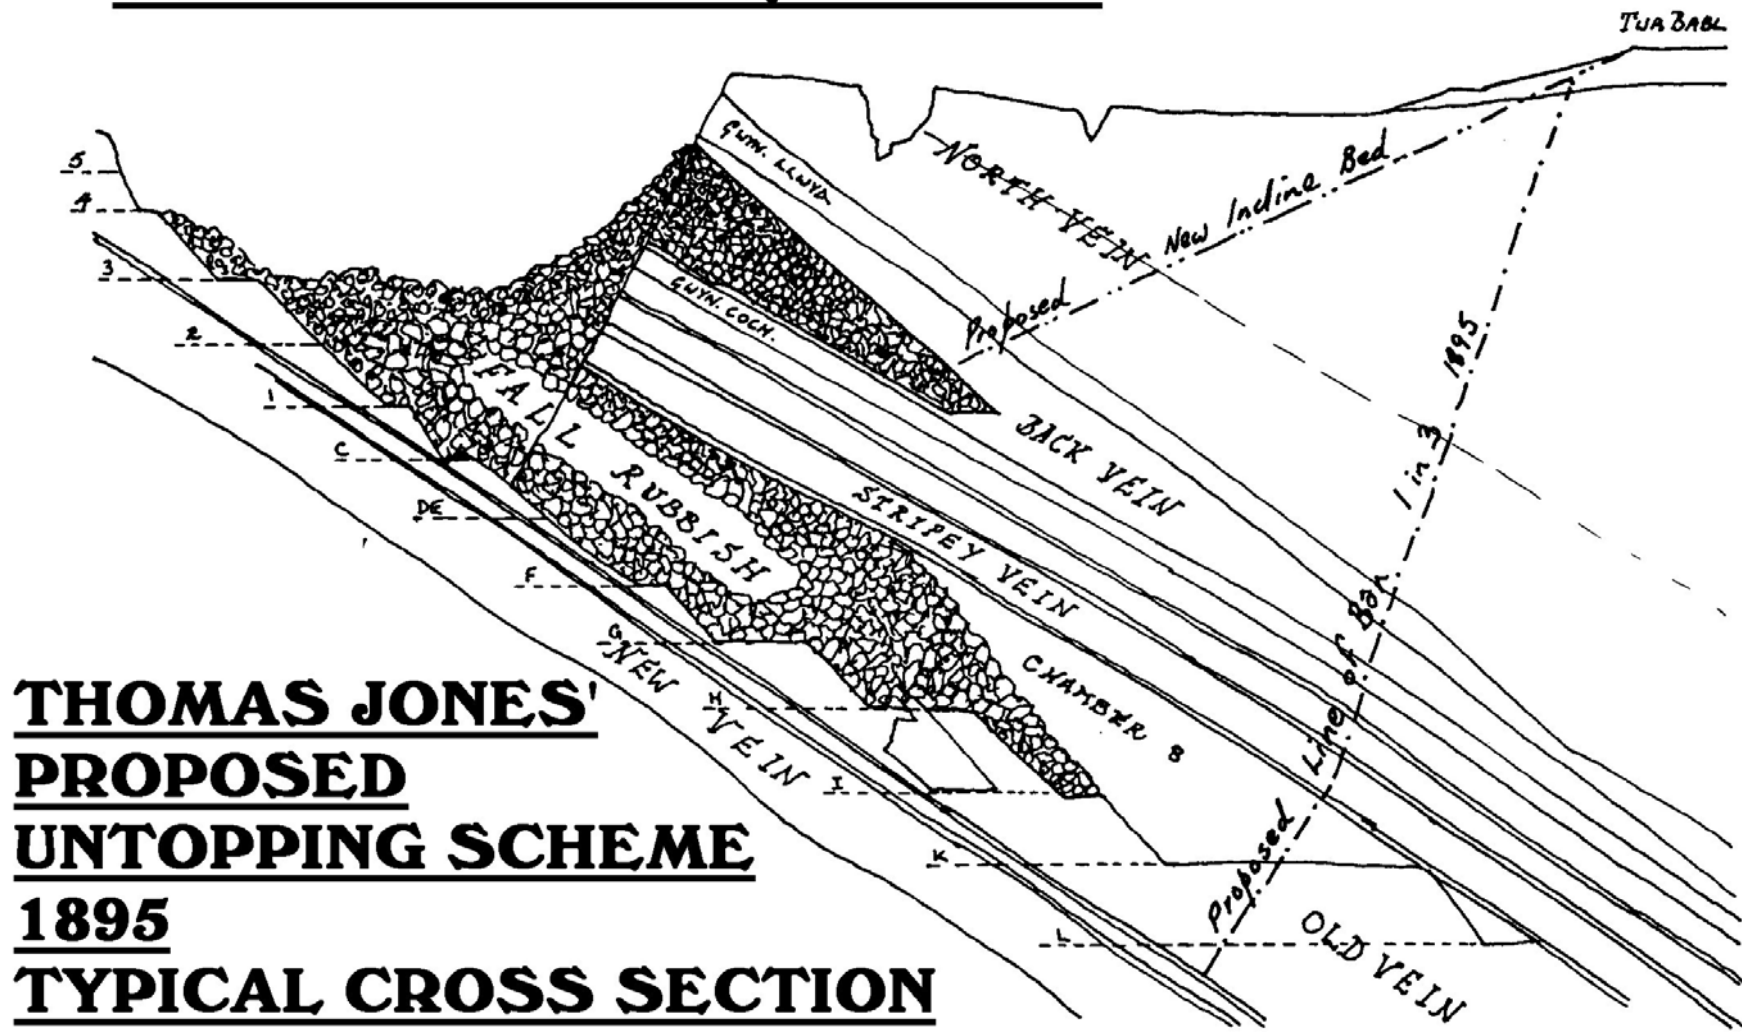 TWR BABL
GWYN. LLWYD.
NORTH VEIN
Proposed New Incline Bed
5
4
3
2
1
C
DE
F
G
H
I
K
L
GWYN. COCH.
FALL RUBBISH
BACK VEIN
STRIPEY VEIN
CHAMBER 8
NEW VEIN
OLD VEIN
Proposed Line of Bar 1 in 3 1895
THOMAS JONES'
PROPOSED
UNTOPPING SCHEME
1895
TYPICAL CROSS SECTION